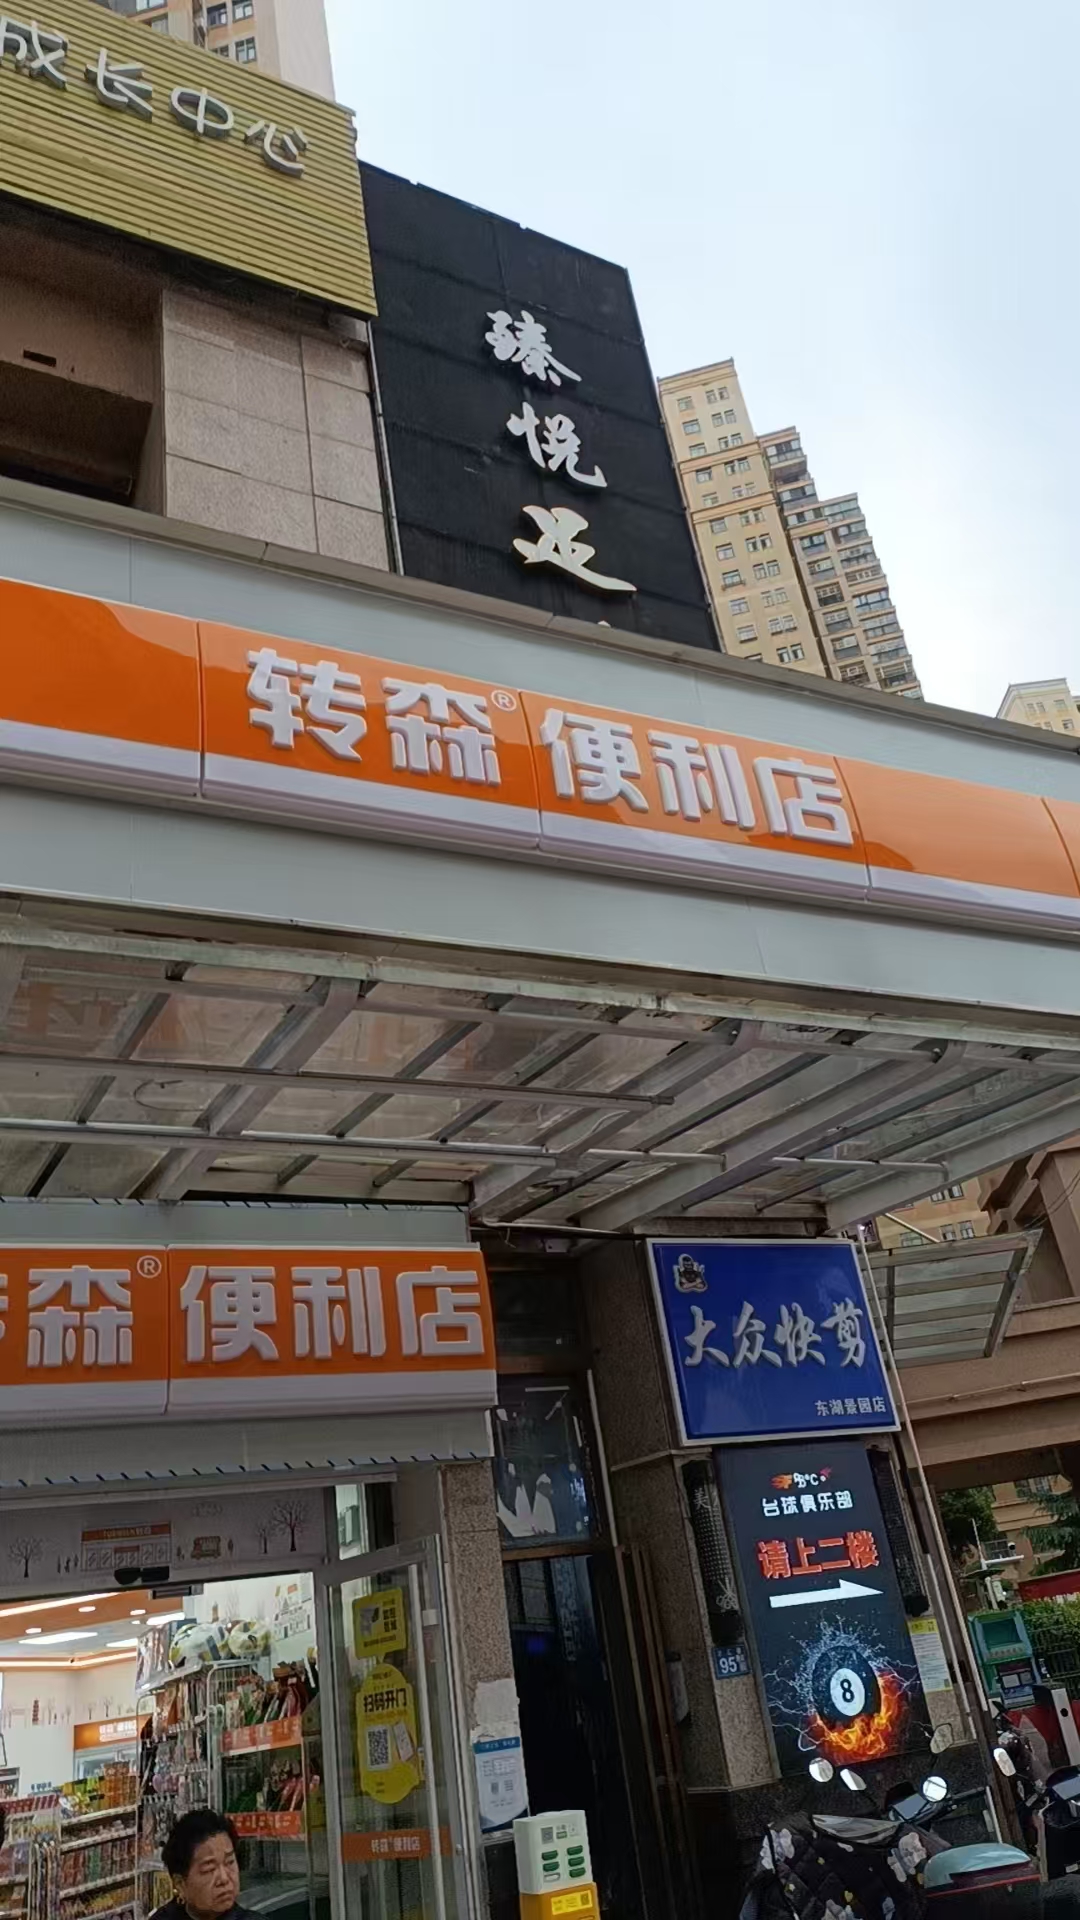 成长中心
臻
悦
足
转森® 便利店
森® 便利店
大众快剪
东湖景园店
台球俱乐部
请上二楼
8
95
扫码开门
转森 便利店